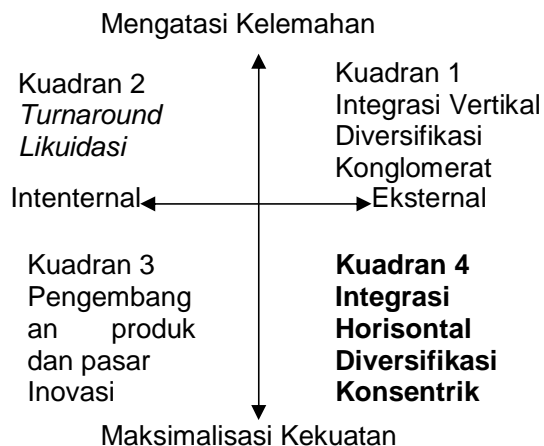 Mengatasi Kelemahan
Kuadran 2
Turnaround
Likuidasi
Kuadran 1
Integrasi Vertikal
Diversifikasi
Konglomerat
Intenternal
Eksternal
Kuadran 3
Pengembang
an produk
dan pasar
Inovasi
Kuadran 4
Integrasi
Horisontal
Diversifikasi
Konsentrik
Maksimalisasi Kekuatan